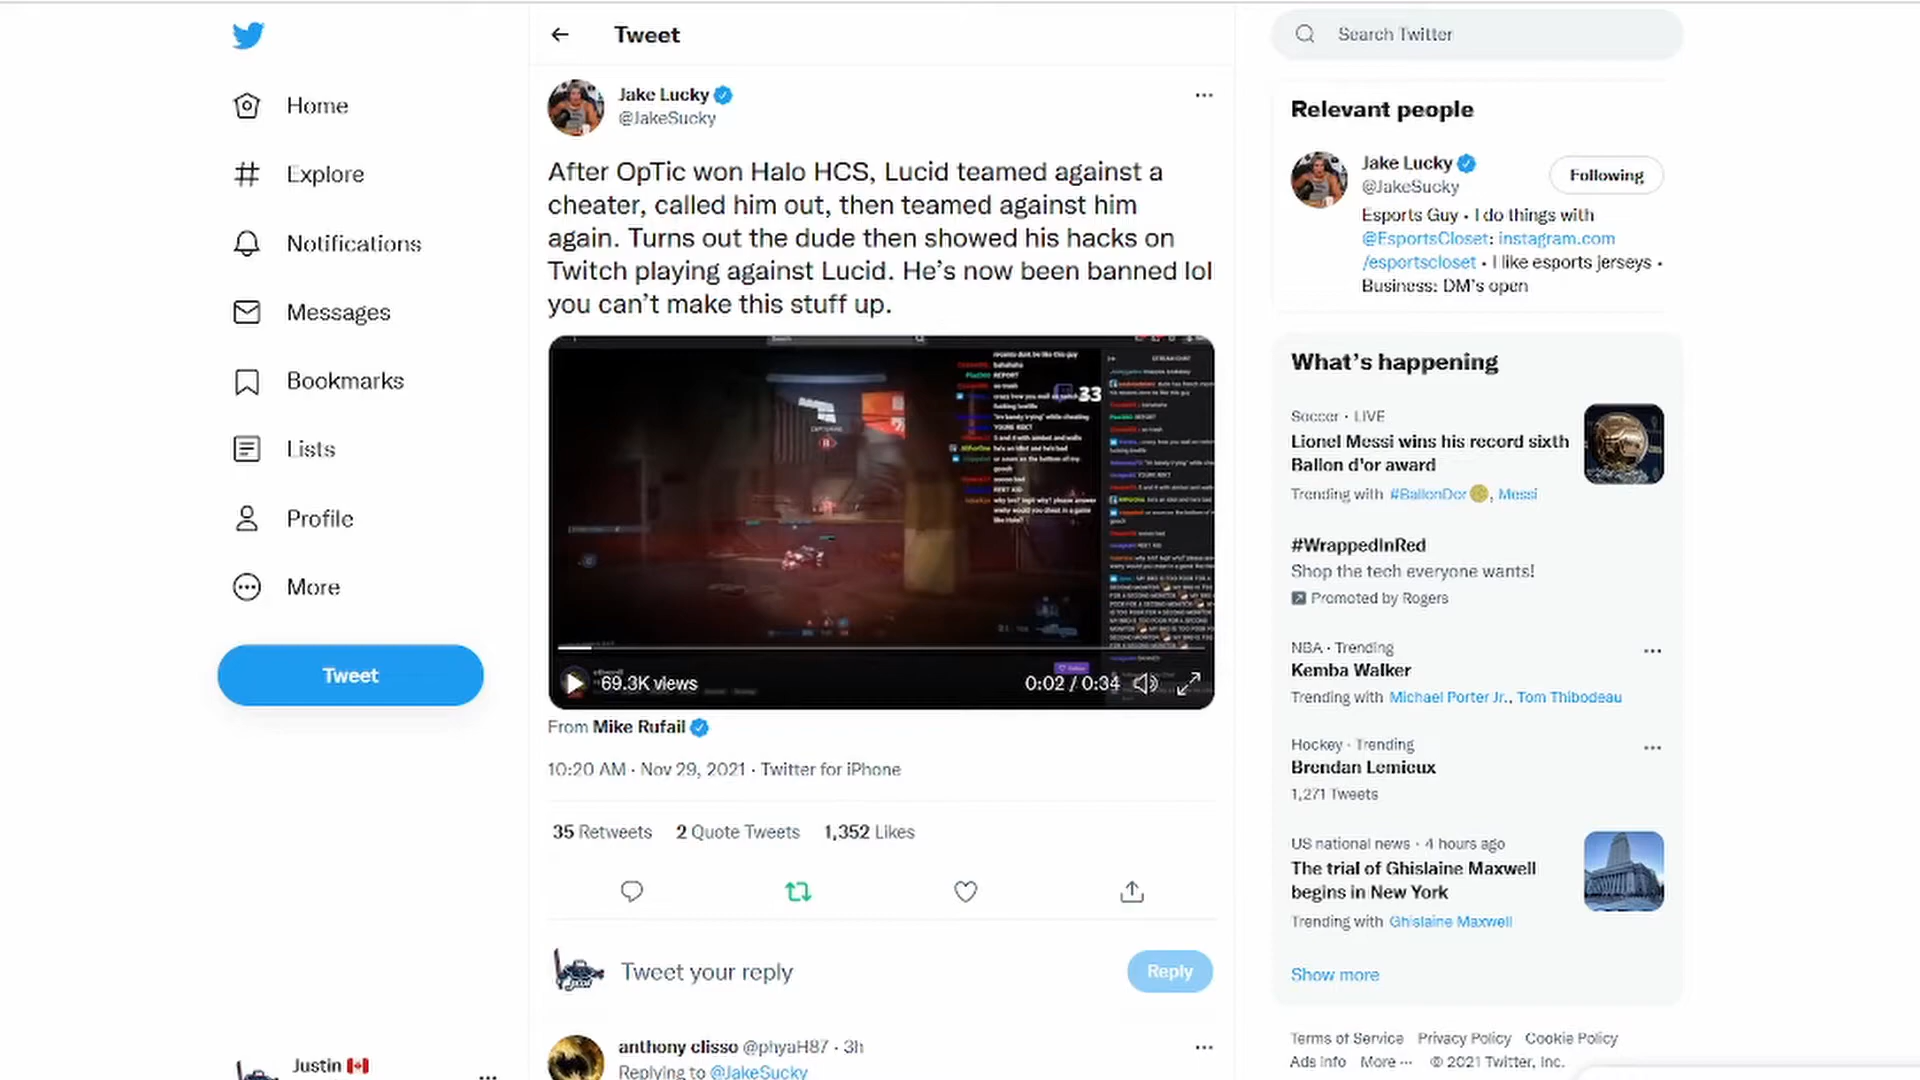 Tweet
Search Twitter
Home
Explore
Notifications
Messages
Bookmarks
Lists
Profile
More
Tweet
Justin
Jake Lucky
@JakeSucky
After OpTic won Halo HCS, Lucid teamed against a
cheater, called him out, then teamed against him
again. Turns out the dude then showed his hacks on
Twitch playing against Lucid. He's now been banned lol
you can't make this stuff up.
33
69.3K views
0:02 / 0:34
From Mike Rufail
10:20 AM · Nov 29, 2021 · Twitter for iPhone
35 Retweets 2 Quote Tweets 1,352 Likes
Tweet your reply
Reply
anthony clisso @phyaH87 · 3h
Replying to @JakeSucky
Relevant people
Jake Lucky
@JakeSucky
Following
Esports Guy • I do things with
@EsportsCloset: instagram.com
/esportscloset • I like esports jerseys •
Business: DM's open
What's happening
Soccer · LIVE
Lionel Messi wins his record sixth
Ballon d'or award
Trending with #BallonDor, Messi
#WrappedInRed
Shop the tech everyone wants!
Promoted by Rogers
NBA · Trending
Kemba Walker
Trending with Michael Porter Jr., Tom Thibodeau
Hockey · Trending
Brendan Lemieux
1,271 Tweets
US national news · 4 hours ago
The trial of Ghislaine Maxwell
begins in New York
Trending with Ghislaine Maxwell
Show more
Terms of Service Privacy Policy Cookie Policy
Ads info More ··· © 2021 Twitter, Inc.